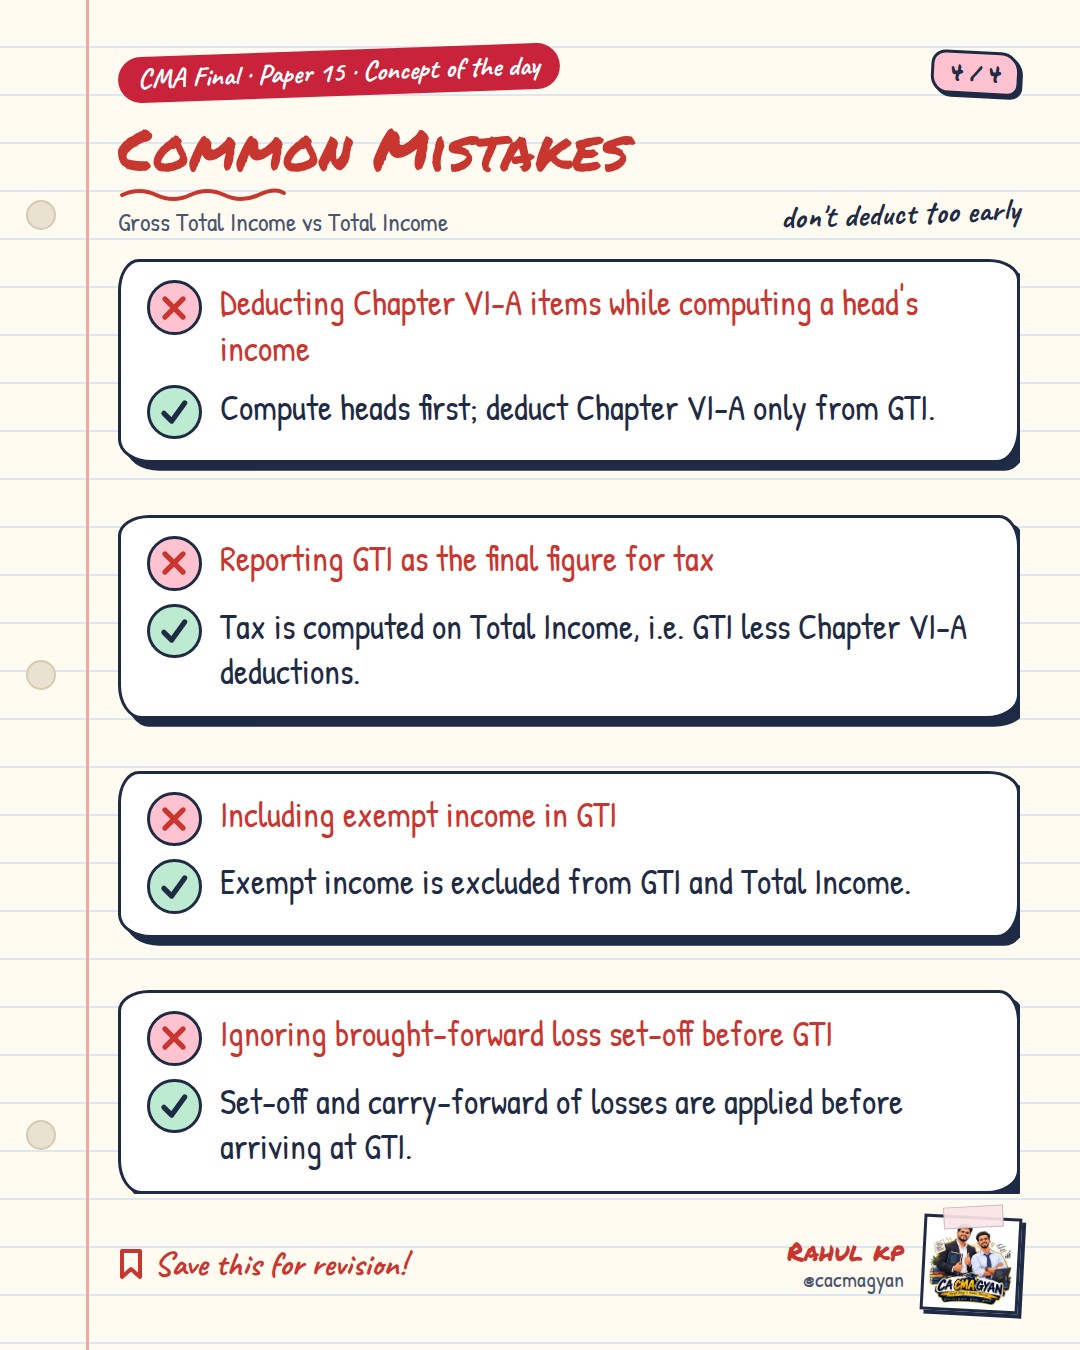 CMA Final · Paper 15 · Concept of the day
4 / 4
Common Mistakes
Gross Total Income vs Total Income
don't deduct too early
Deducting Chapter VI-A items while computing a head's
income
Compute heads first; deduct Chapter VI-A only from GTI.
Reporting GTI as the final figure for tax
Tax is computed on Total Income, i.e. GTI less Chapter VI-A
deductions.
Including exempt income in GTI
Exempt income is excluded from GTI and Total Income.
Ignoring brought-forward loss set-off before GTI
Set-off and carry-forward of losses are applied before
arriving at GTI.
Save this for revision!
Rahul KP
@cacmagyan
CA CMA GYAN